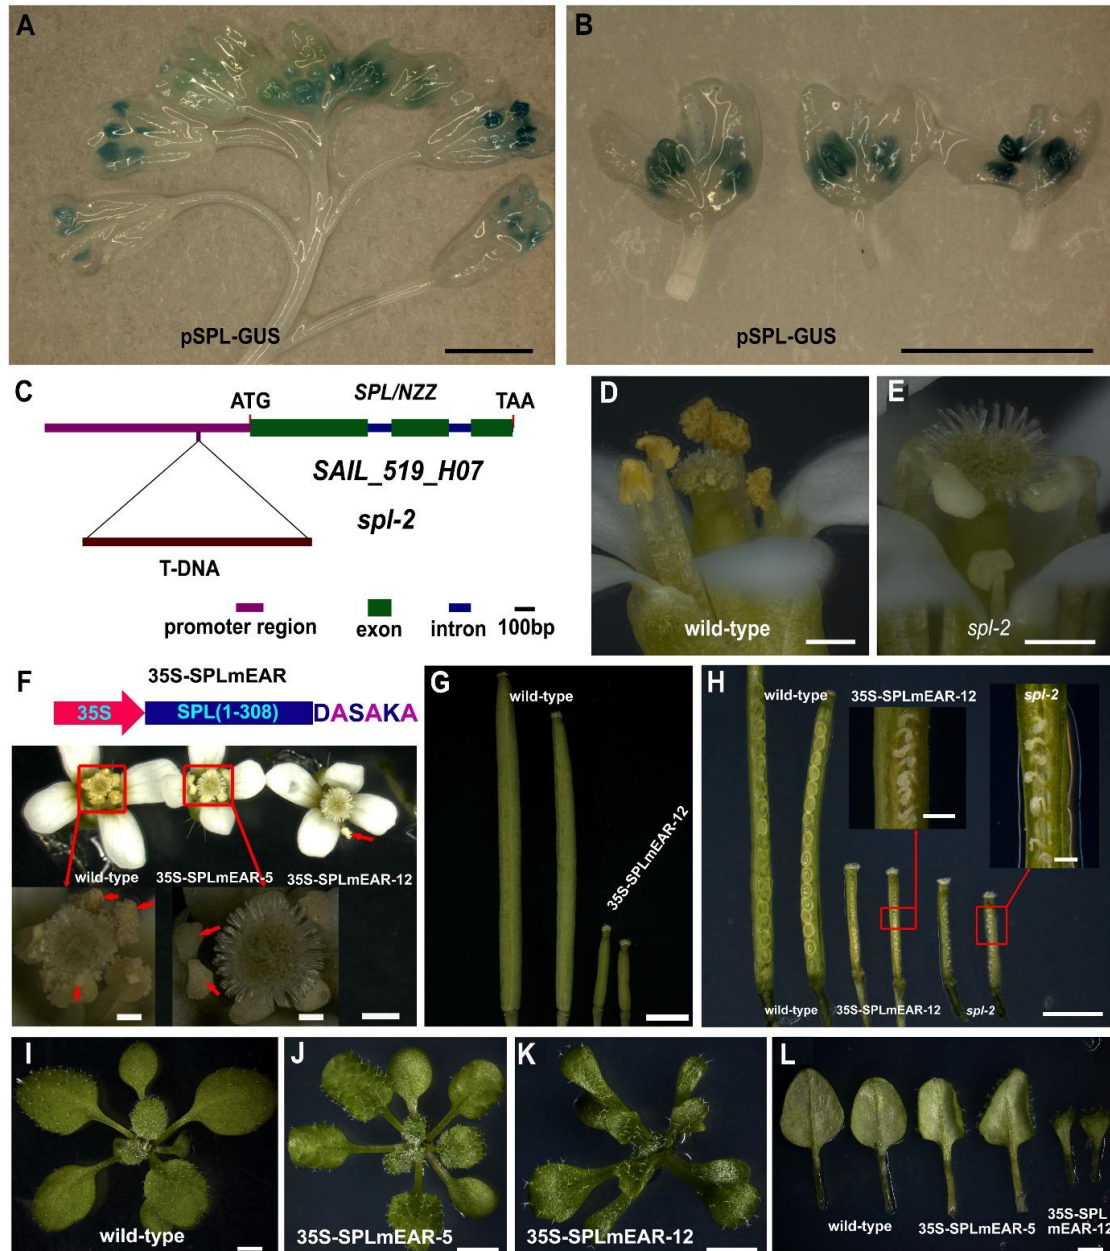 A
pSPL-GUS
B
pSPL-GUS
C
SPL/NZZ
ATG
TAA
SAIL_519_H07
spl-2
T-DNA
promoter region
exon
intron
100bp
D
wild-type
E
spl-2
F
35S-SPLmEAR
35S
SPL(1-308)
DASAKA
wild-type
35S-SPLmEAR-5
35S-SPLmEAR-12
G
wild-type
35S-SPLmEAR-12
H
wild-type
35S-SPLmEAR-12
spl-2
wild-type
35S-SPLmEAR-12
spl-2
I
wild-type
J
35S-SPLmEAR-5
K
35S-SPLmEAR-12
L
wild-type
35S-SPLmEAR-5
35S-SPL
mEAR-12